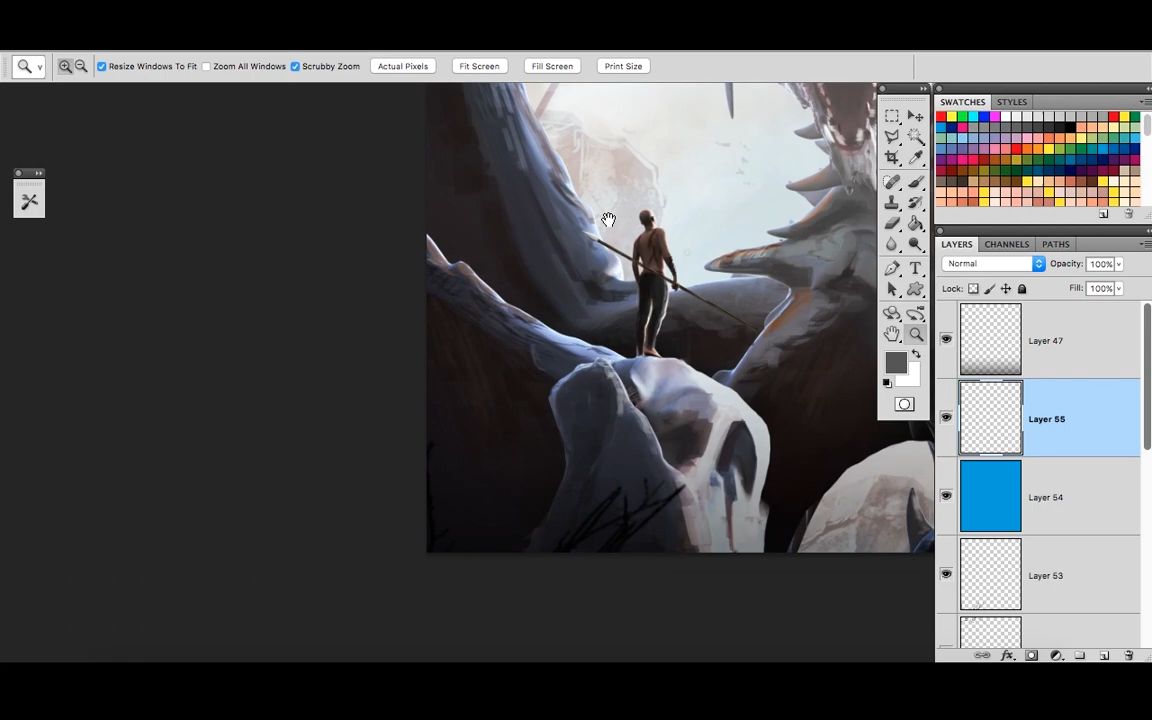 Resize Windows To Fit Zoom All Windows Scrubby Zoom Actual Pixels Fit Screen Fill Screen Print Size
SWATCHES STYLES
LAYERS CHANNELS PATHS
Normal Opacity: 100%
Lock: Fill: 100%
Layer 47
Layer 55
Layer 54
Layer 53